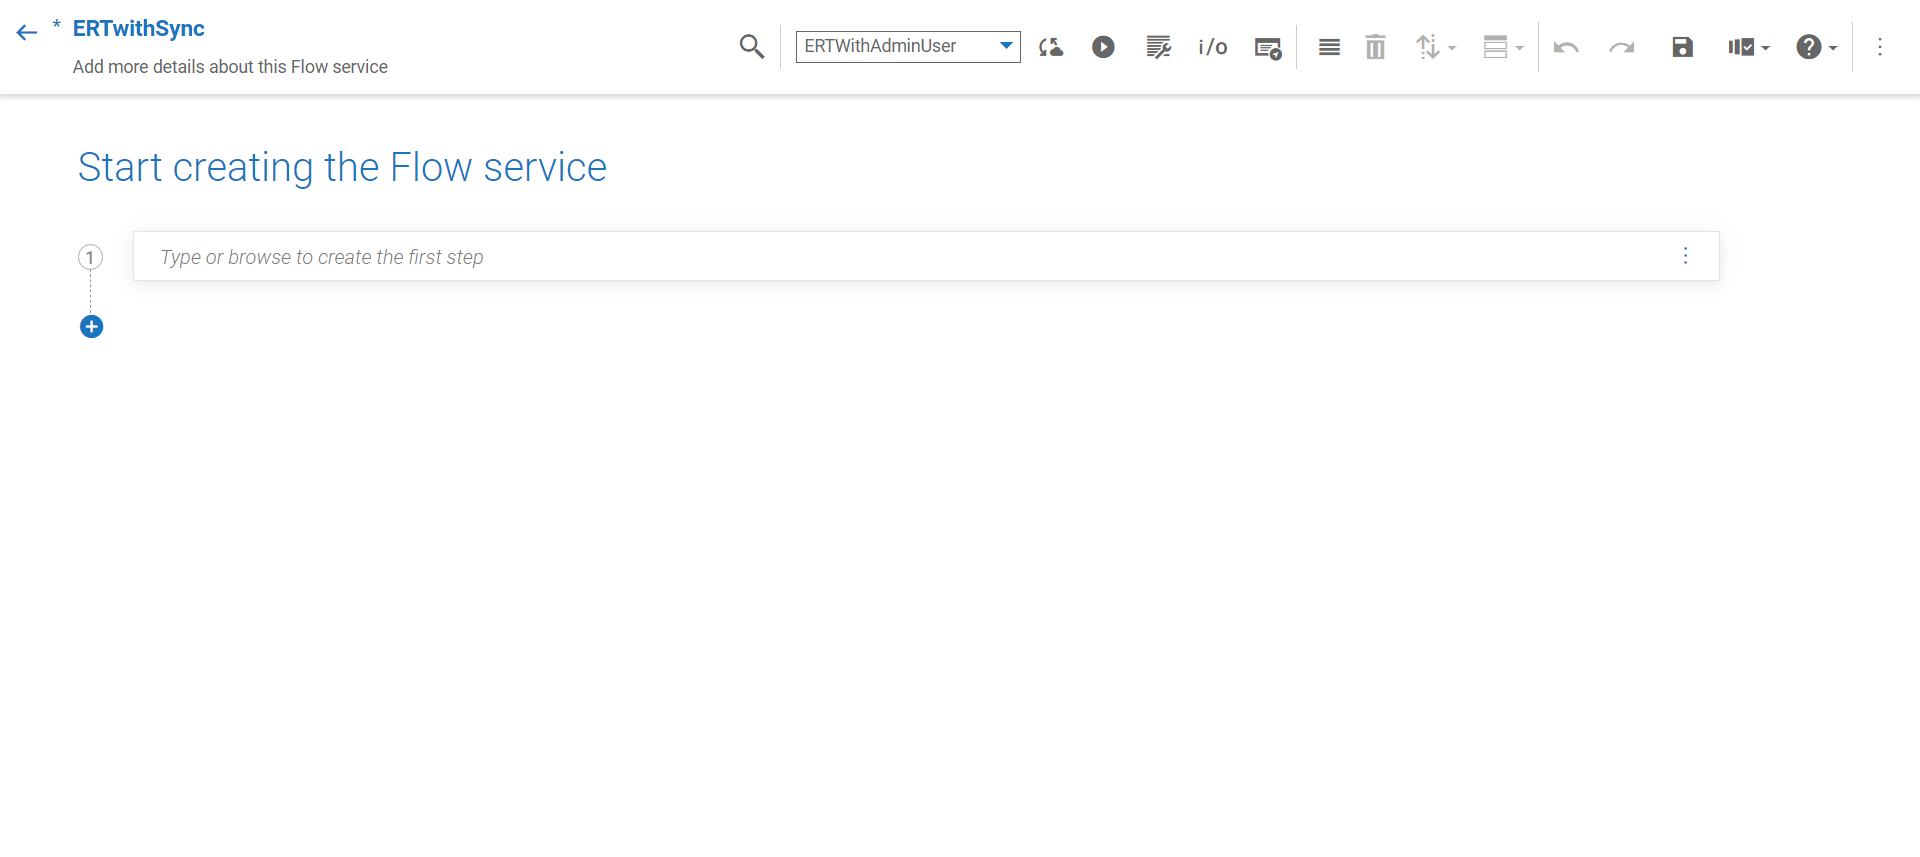 * ERTwithSync
Add more details about this Flow service
ERTWithAdminUser
i/o
Start creating the Flow service
1
Type or browse to create the first step